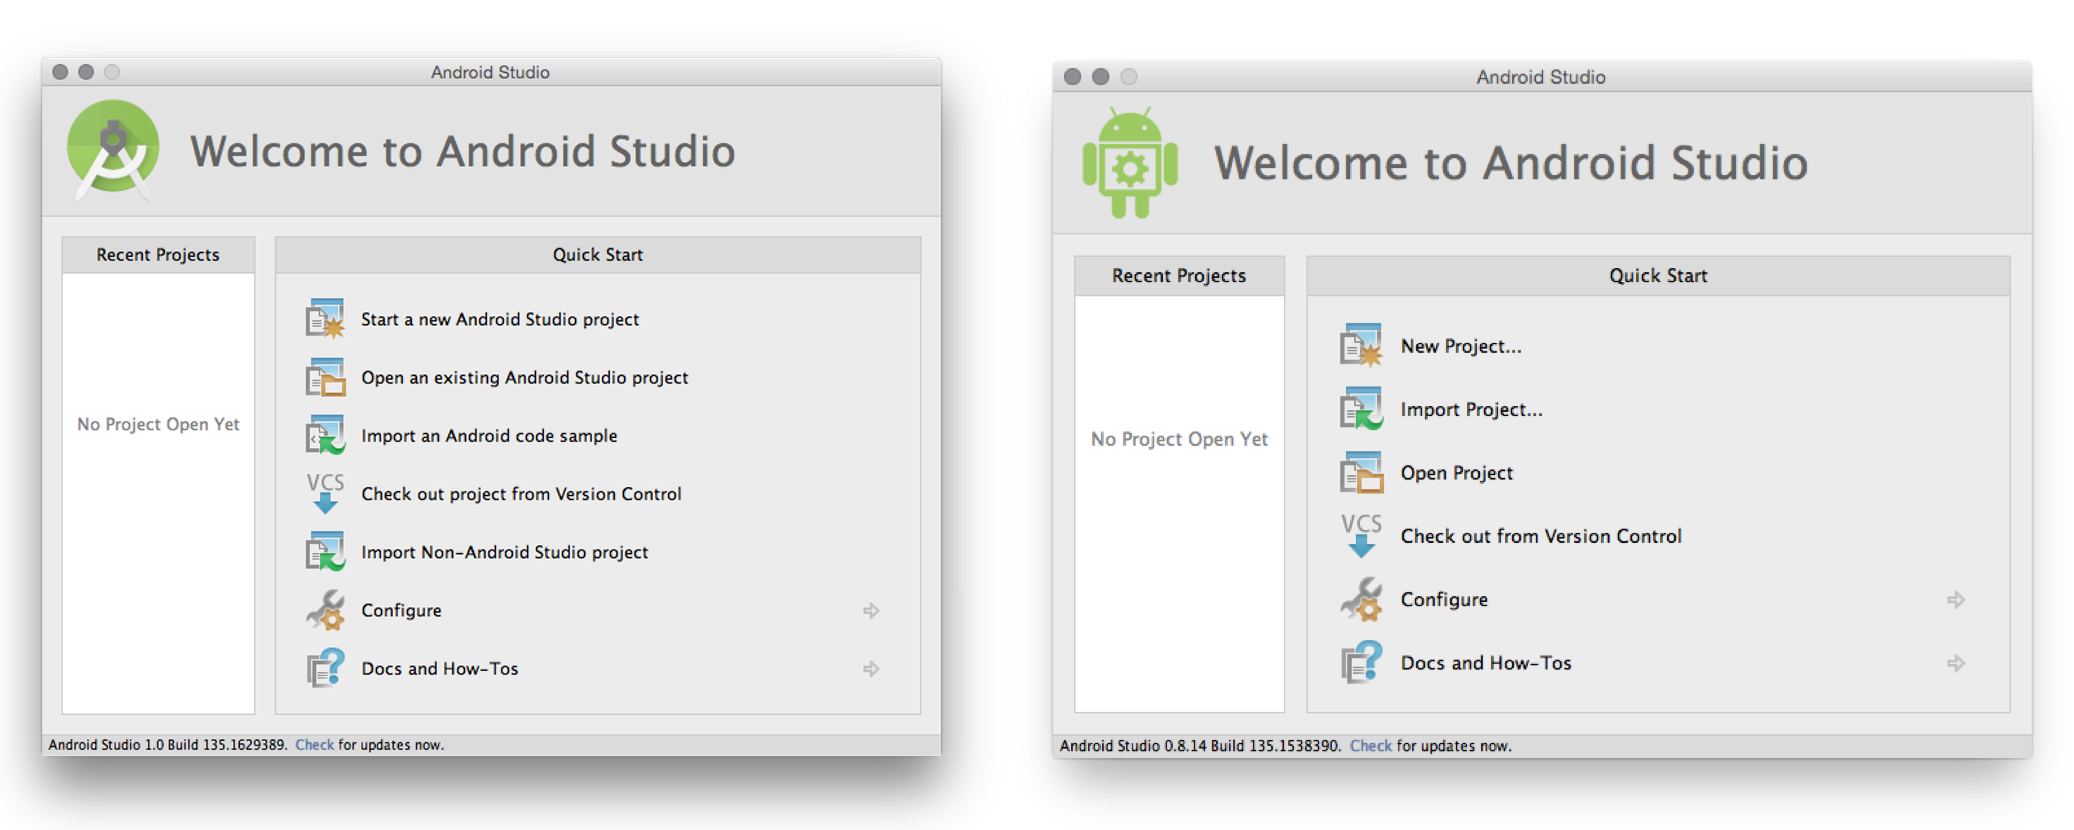 Android Studio
Welcome to Android Studio
Recent Projects
No Project Open Yet
Quick Start
Start a new Android Studio project
Open an existing Android Studio project
Import an Android code sample
VCS
Check out project from Version Control
Import Non-Android Studio project
Configure
Docs and How-Tos
Android Studio 1.0 Build 135.1629389. Check for updates now.
Android Studio
Welcome to Android Studio
Recent Projects
No Project Open Yet
Quick Start
New Project...
Import Project...
Open Project
VCS
Check out from Version Control
Configure
Docs and How-Tos
Android Studio 0.8.14 Build 135.1538390. Check for updates now.